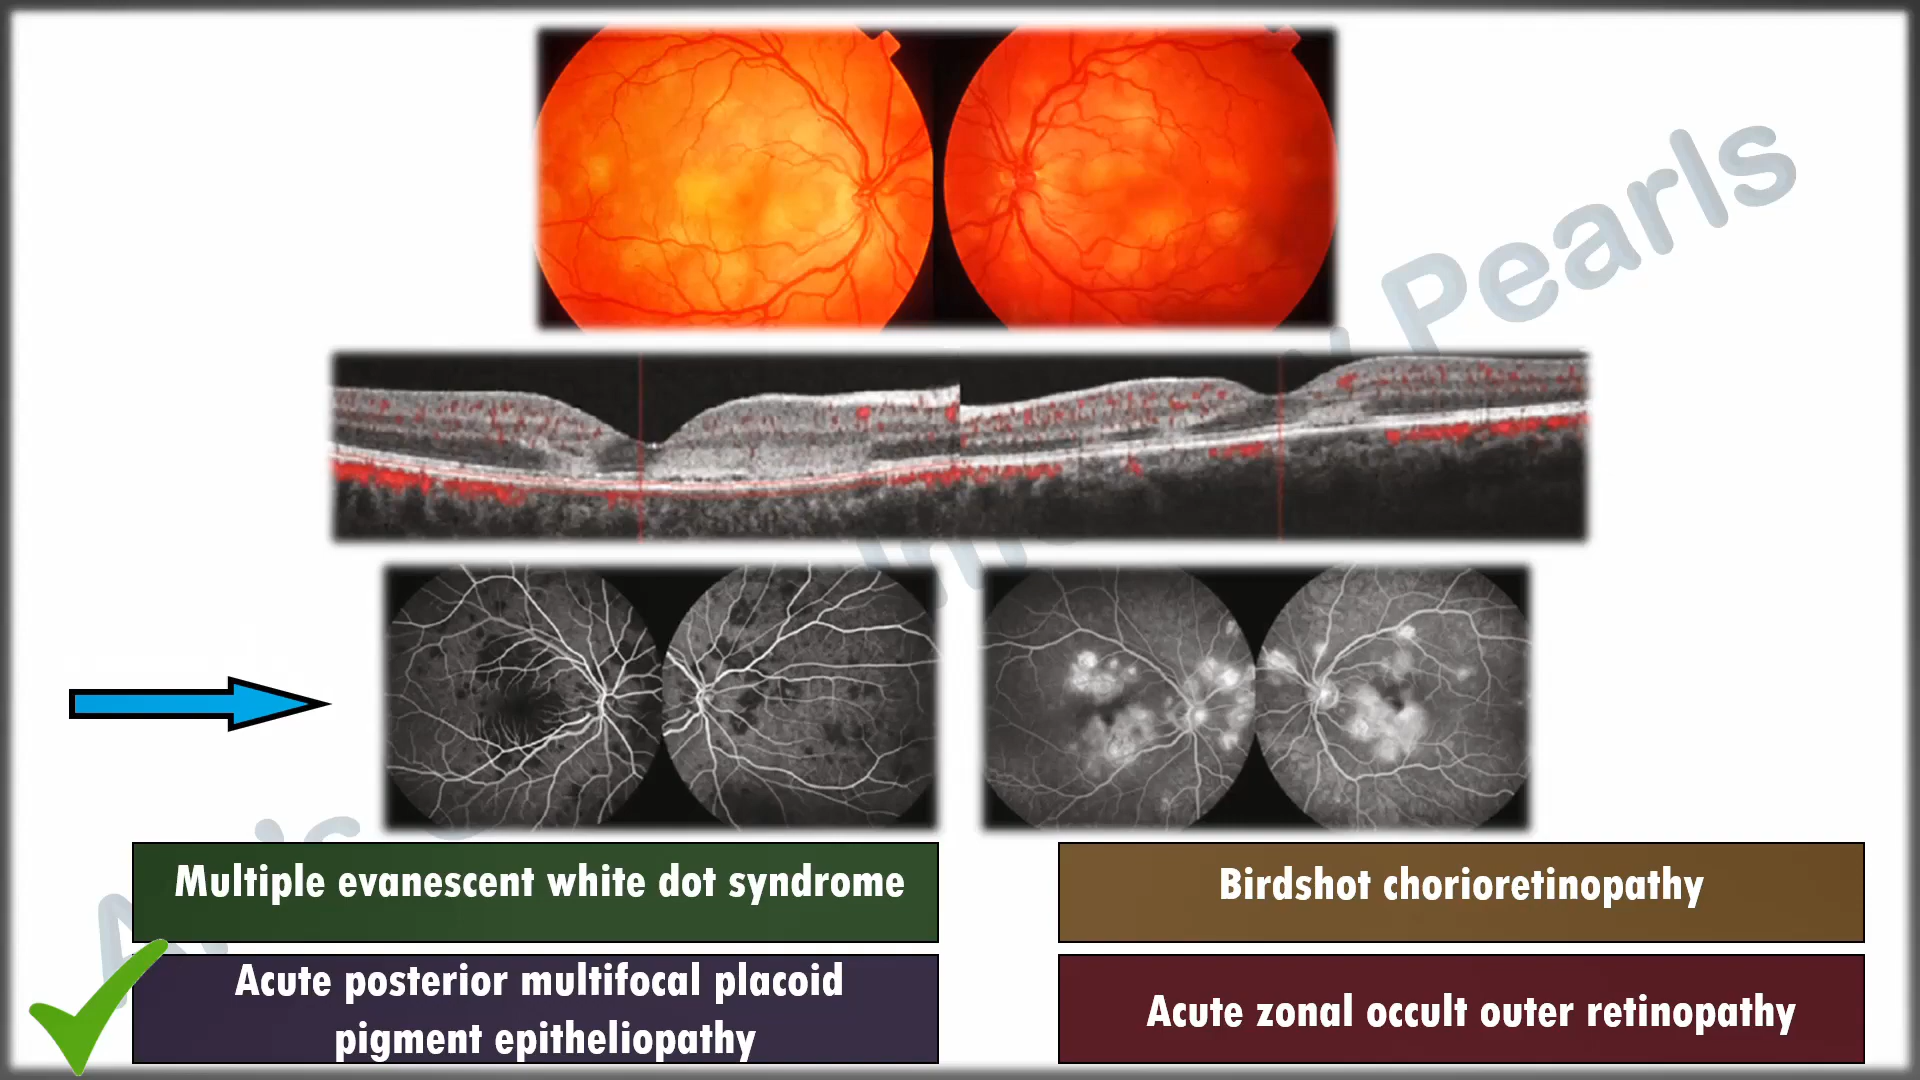 Pearls
Multiple evanescent white dot syndrome
Birdshot chorioretinopathy
Acute posterior multifocal placoid
pigment epitheliopathy
Acute zonal occult outer retinopathy